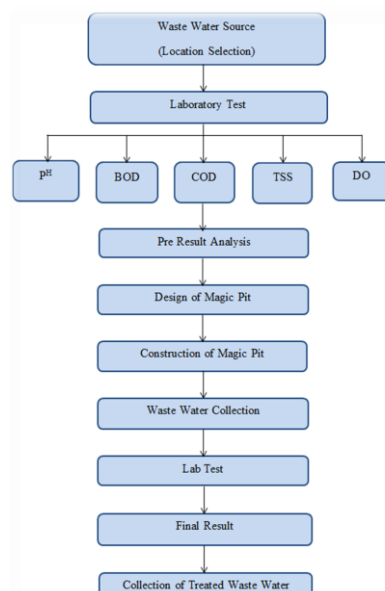 Waste Water Source
(Location Selection)
Laboratory Test
Pᴴ
BOD
COD
TSS
DO
Pre Result Analysis
Design of Magic Pit
Construction of Magic Pit
Waste Water Collection
Lab Test
Final Result
Collection of Treated Waste Water